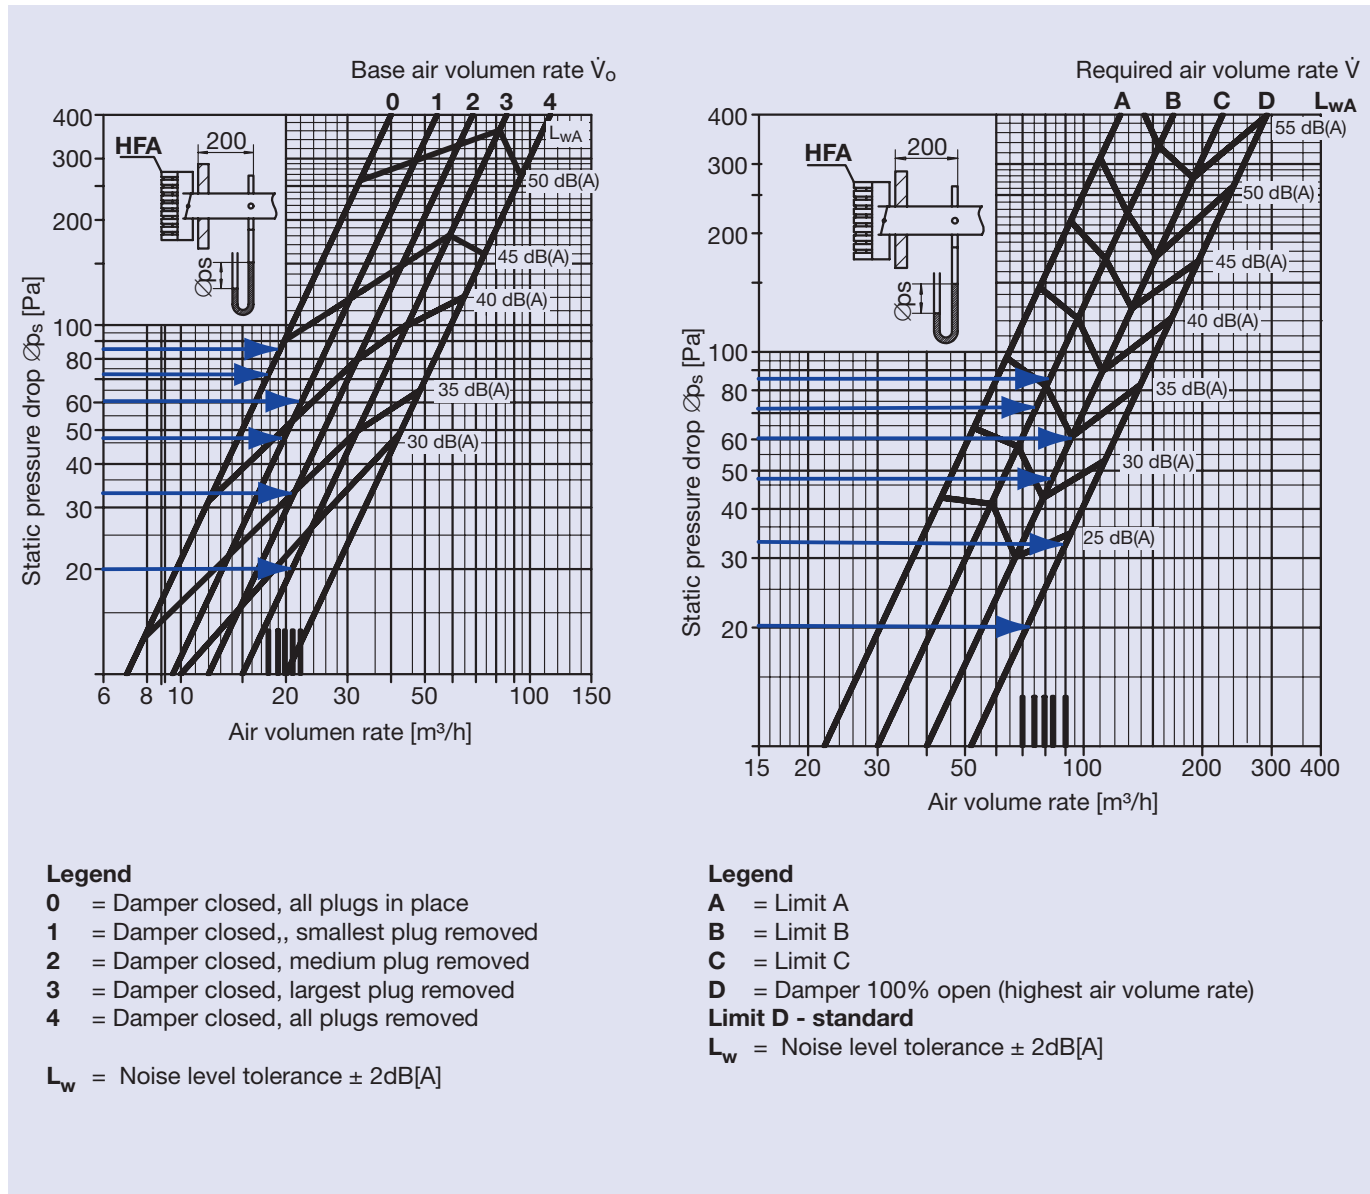 Base air volumen rate V̇o
0 1 2 3 4
400
300
200
100
80
60
50
40
30
20
Static pressure drop ∅ps [Pa]
HFA
200
∅ps
LwA
50 dB(A)
45 dB(A)
40 dB(A)
35 dB(A)
30 dB(A)
6 8 10 20 30 50 100 150
Air volumen rate [m³/h]
Required air volume rate V̇
A B C D LwA
400
300
200
100
80
60
50
40
30
20
Static pressure drop ∅ps [Pa]
HFA
200
∅ps
55 dB(A)
50 dB(A)
45 dB(A)
40 dB(A)
35 dB(A)
30 dB(A)
25 dB(A)
15 20 30 50 100 200 300 400
Air volume rate [m³/h]
Legend
0 = Damper closed, all plugs in place
1 = Damper closed,, smallest plug removed
2 = Damper closed, medium plug removed
3 = Damper closed, largest plug removed
4 = Damper closed, all plugs removed
Lw = Noise level tolerance ± 2dB[A]
Legend
A = Limit A
B = Limit B
C = Limit C
D = Damper 100% open (highest air volume rate)
Limit D - standard
Lw = Noise level tolerance ± 2dB[A]